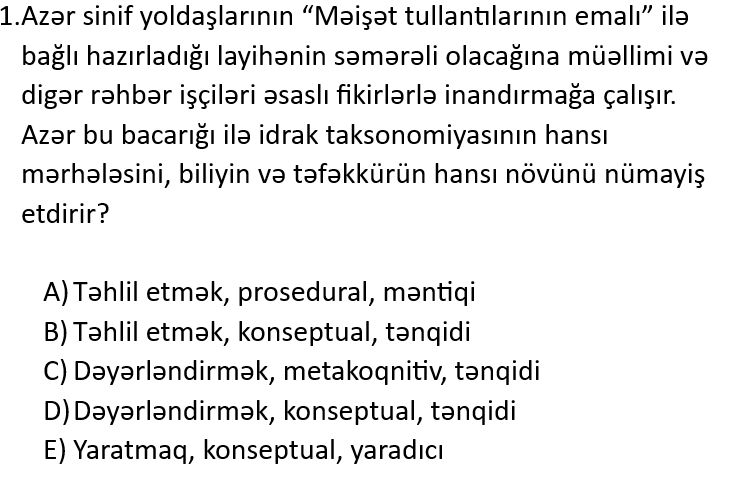 1.Azər sinif yoldaşlarının “Məişət tullantılarının emalı” ilə
bağlı hazırladığı layihənin səmərəli olacağına müəllimi və
digər rəhbər işçiləri əsaslı fikirlərlə inandırmağa çalışır.
Azər bu bacarığı ilə idrak taksonomiyasının hansı
mərhələsini, biliyin və təfəkkürün hansı növünü nümayiş
etdirir?
A) Təhlil etmək, prosedural, məntiqi
B) Təhlil etmək, konseptual, tənqidi
C) Dəyərləndirmək, metakoqnitiv, tənqidi
D) Dəyərləndirmək, konseptual, tənqidi
E) Yaratmaq, konseptual, yaradıcı